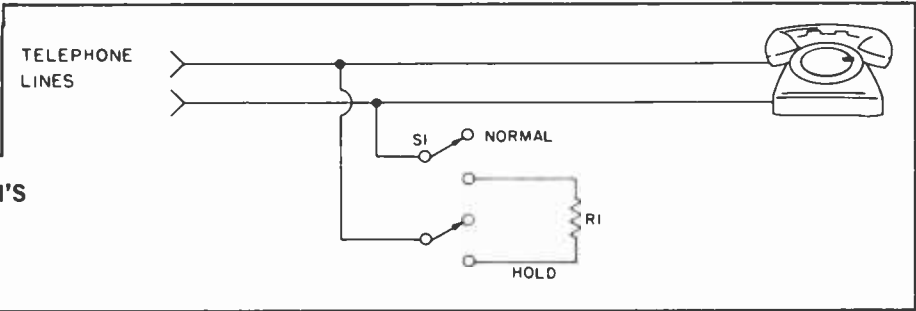 TELEPHONE
LINES
S1
NORMAL
'S
R1
HOLD